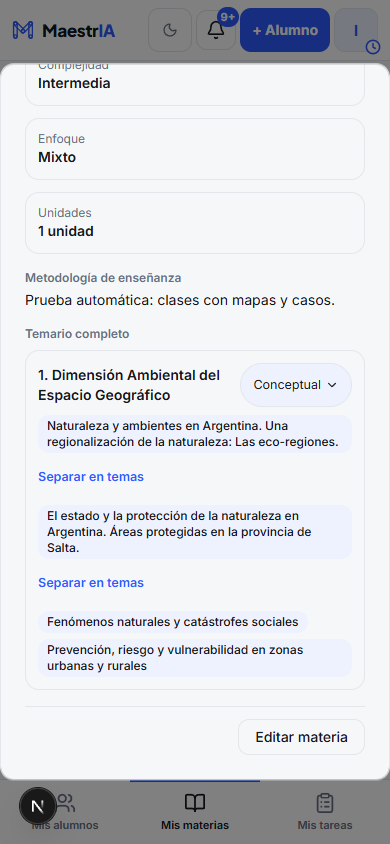 MaestrIA
9+
+ Alumno
I
Complejidad
Intermedia
Enfoque
Mixto
Unidades
1 unidad
Metodología de enseñanza
Prueba automática: clases con mapas y casos.
Temario completo
1. Dimensión Ambiental del
Espacio Geográfico
Conceptual
Naturaleza y ambientes en Argentina. Una
regionalización de la naturaleza: Las eco-regiones.
Separar en temas
El estado y la protección de la naturaleza en
Argentina. Áreas protegidas en la provincia de
Salta.
Separar en temas
Fenómenos naturales y catástrofes sociales
Prevención, riesgo y vulnerabilidad en zonas
urbanas y rurales
Editar materia
N
Mis alumnos
Mis materias
Mis tareas